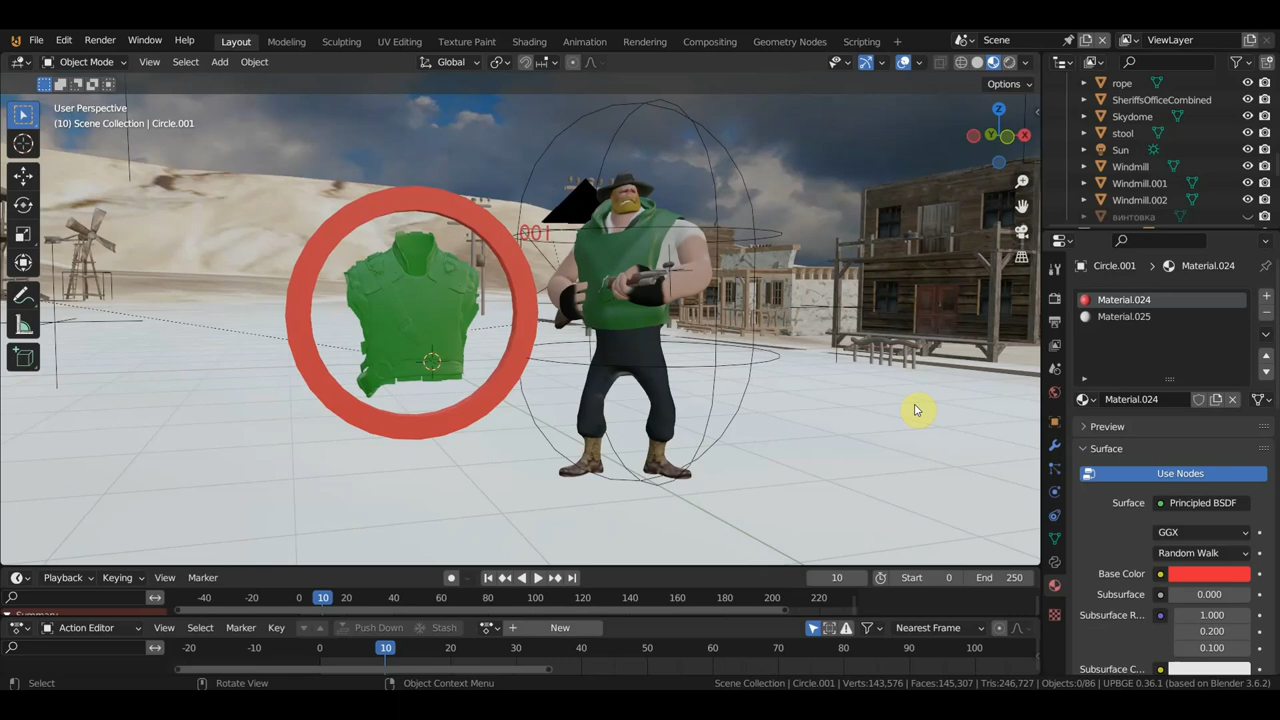 File Edit Render Window Help Layout Modeling Sculpting UV Editing Texture Paint Shading Animation Rendering Compositing Geometry Nodes Scripting + Scene ViewLayer
Object Mode View Select Add Object Global
Options
User Perspective
(10) Scene Collection | Circle.001
Z
Y
X
001
rope
SheriffsOfficeCombined
Skydome
stool
Sun
Windmill
Windmill.001
Windmill.002
винтовка
Circle.001 > Material.024
Material.024
Material.025
Material.024
Preview
Surface
Use Nodes
Surface Principled BSDF
GGX
Random Walk
Base Color
Subsurface 0.000
Subsurface R... 1.000
0.200
0.100
Subsurface C...
Playback Keying View Marker 10 Start 0 End 250
-40 -20 0 10 20 40 60 80 100 120 140 160 180 200 220
Summary
Action Editor View Select Marker Key Push Down Stash + New Nearest Frame
-20 -10 0 10 20 30 40 50 60 70 80 90 100
Select Rotate View Object Context Menu Scene Collection | Circle.001 | Verts:143,576 | Faces:145,307 | Tris:246,727 | Objects:0/86 | UPBGE 0.36.1 (based on Blender 3.6.2)